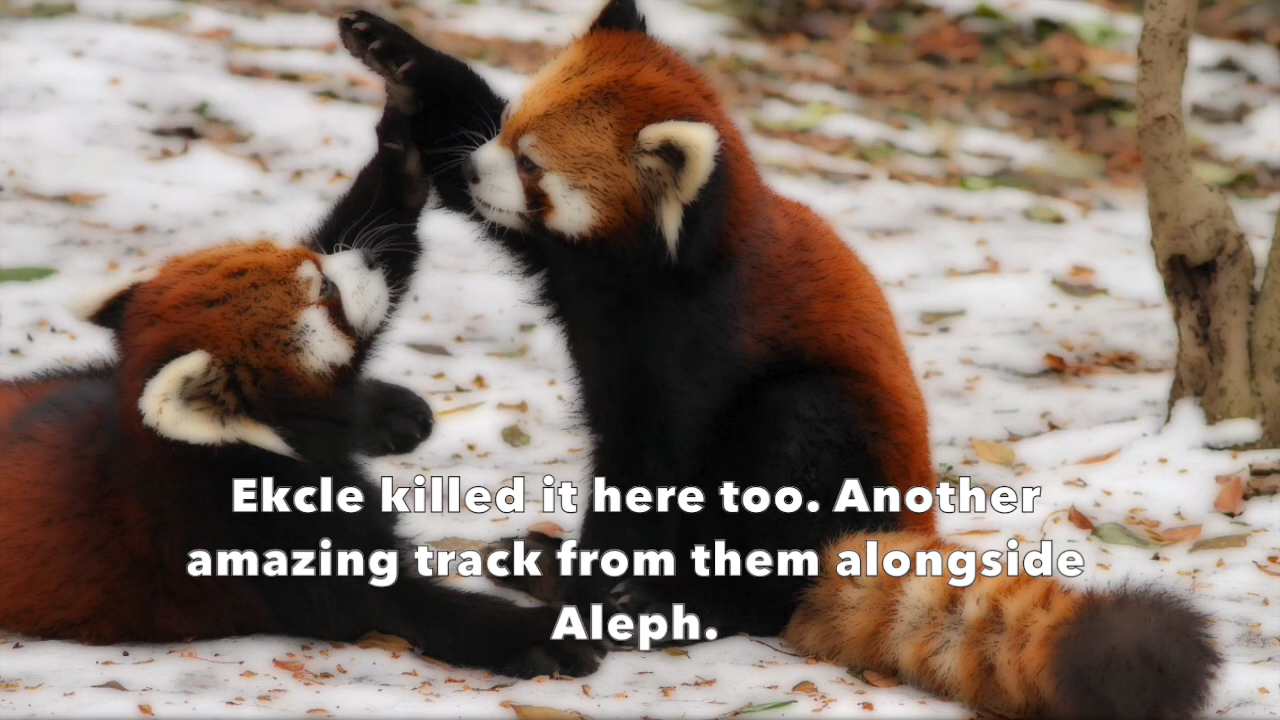 Ekcle killed it here too. Another
amazing track from them alongside
Aleph.